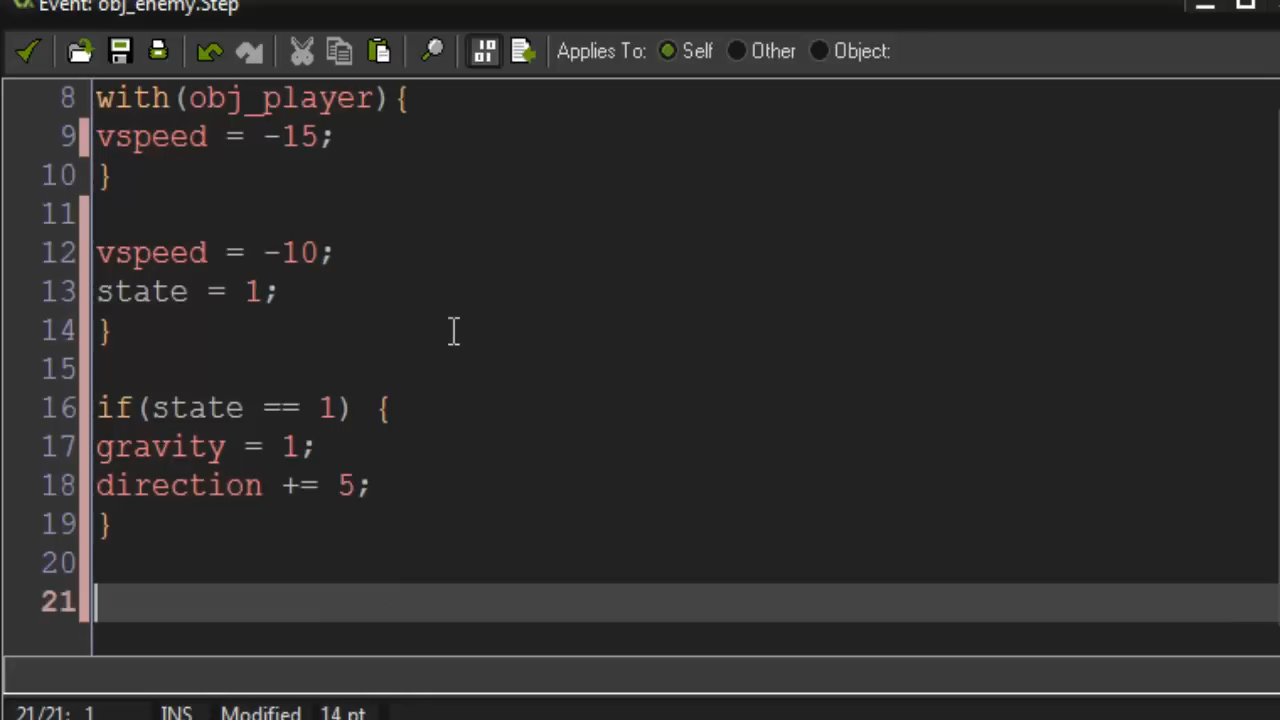 Event: obj_enemy.Step
Applies To: Self Other Object:
8 with(obj_player){
9 vspeed = -15;
10 }
11
12 vspeed = -10;
13 state = 1;
14 }
15
16 if(state == 1) {
17 gravity = 1;
18 direction += 5;
19 }
20
21
21/21: 1 INS Modified 14 pt